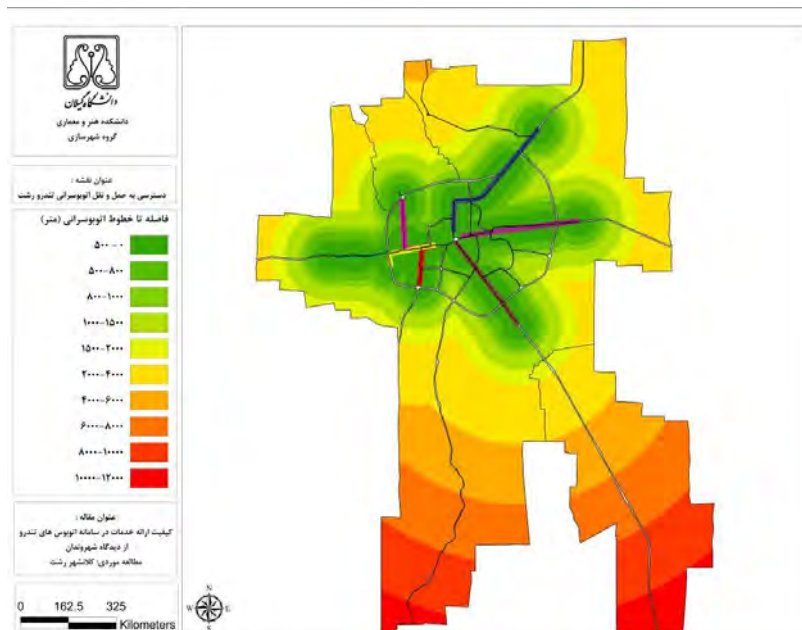 دانشگاه گیلان
دانشکده هنر و معماری
گروه شهرسازی
عنوان نقشه :
دسترسی به حمل و نقل اتوبوسرانی تندرو رشت
فاصله تا خطوط اتوبوسرانی (متر)
۵۰۰-۰
۵۰۰-۸۰۰
۸۰۰-۱۰۰۰
۱۰۰۰-۱۵۰۰
۱۵۰۰-۲۰۰۰
۲۰۰۰-۴۰۰۰
۴۰۰۰-۶۰۰۰
۶۰۰۰-۸۰۰۰
۸۰۰۰-۱۰۰۰۰
۱۰۰۰۰-۱۲۰۰۰
عنوان مقاله :
کیفیت ارائه خدمات در سامانه اتوبوس های تندرو
از دیدگاه شهروندان
مطالعه موردی: کلانشهر رشت
0 162.5 325
Kilometers
N
W E
S